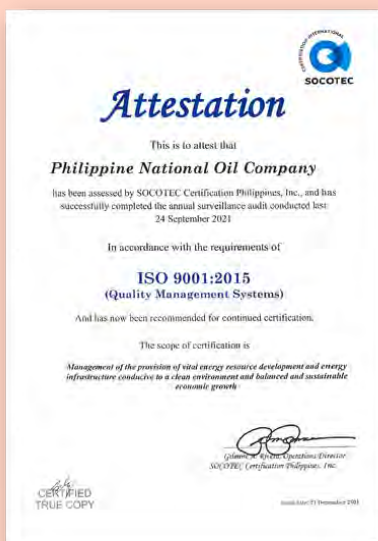 CERTIFICATION INTERNATIONAL
SOCOTEC
Attestation
This is to attest that
Philippine National Oil Company
has been assessed by SOCOTEC Certification Philippines, Inc., and has
successfully completed the annual surveillance audit conducted last
24 September 2021
In accordance with the requirements of
ISO 9001:2015
(Quality Management Systems)
And has now been recommended for continued certification.
The scope of certification is
Management of the provision of vital energy resource development and energy
infrastructure conducive to a clean environment and balanced and sustainable
economic growth
Rivera, Operations Director
SOCOTEC Certification Philippines, Inc.
CERTIFIED
TRUE COPY
2021